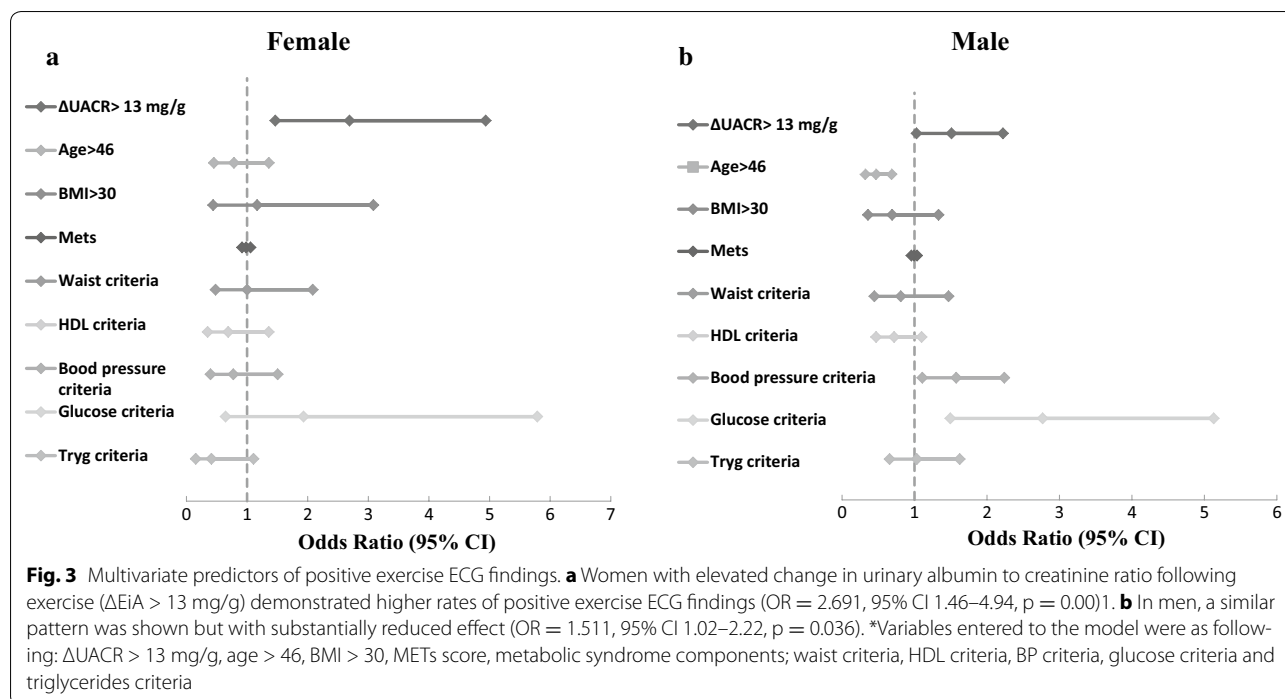 Female
a
ΔUACR> 13 mg/g
Age>46
BMI>30
Mets
Waist criteria
HDL criteria
Bood pressure
criteria
Glucose criteria
Tryg criteria
0 1 2 3 4 5 6 7
Odds Ratio (95% CI)
Male
b
ΔUACR> 13 mg/g
Age>46
BMI>30
Mets
Waist criteria
HDL criteria
Bood pressure criteria
Glucose criteria
Tryg criteria
0 1 2 3 4 5 6
Odds Ratio (95% CI)
Fig. 3 Multivariate predictors of positive exercise ECG findings. a Women with elevated change in urinary albumin to creatinine ratio following
exercise (ΔEiA > 13 mg/g) demonstrated higher rates of positive exercise ECG findings (OR = 2.691, 95% CI 1.46–4.94, p = 0.00)1. b In men, a similar
pattern was shown but with substantially reduced effect (OR = 1.511, 95% CI 1.02–2.22, p = 0.036). *Variables entered to the model were as follow-
ing: ΔUACR > 13 mg/g, age > 46, BMI > 30, METs score, metabolic syndrome components; waist criteria, HDL criteria, BP criteria, glucose criteria and
triglycerides criteria